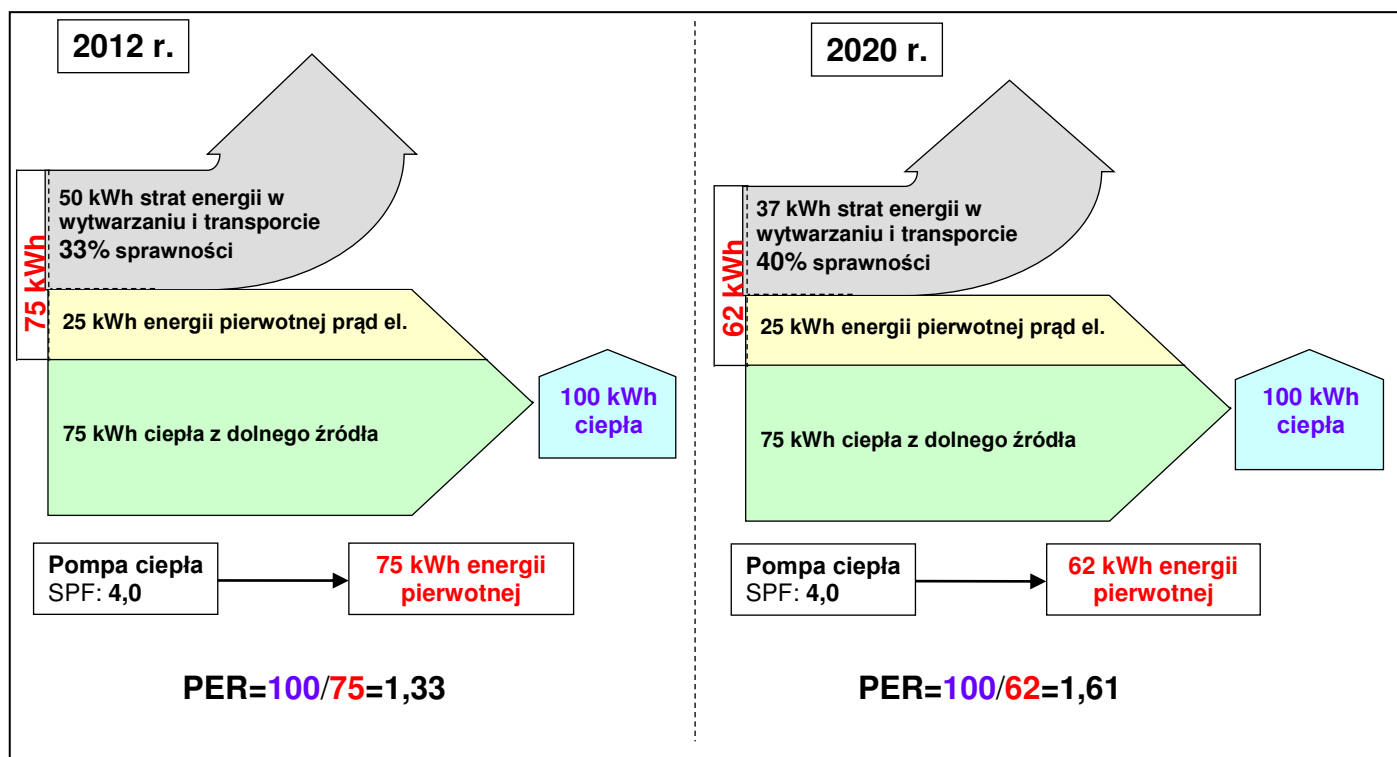 2012 r.
75 kWh
50 kWh strat energii w
wytwarzaniu i transporcie
33% sprawności
25 kWh energii pierwotnej prąd el.
75 kWh ciepła z dolnego źródła
100 kWh
ciepła
Pompa ciepła
SPF: 4,0
75 kWh energii
pierwotnej
PER=100/75=1,33
2020 r.
62 kWh
37 kWh strat energii w
wytwarzaniu i transporcie
40% sprawności
25 kWh energii pierwotnej prąd el.
75 kWh ciepła z dolnego źródła
100 kWh
ciepła
Pompa ciepła
SPF: 4,0
62 kWh energii
pierwotnej
PER=100/62=1,61